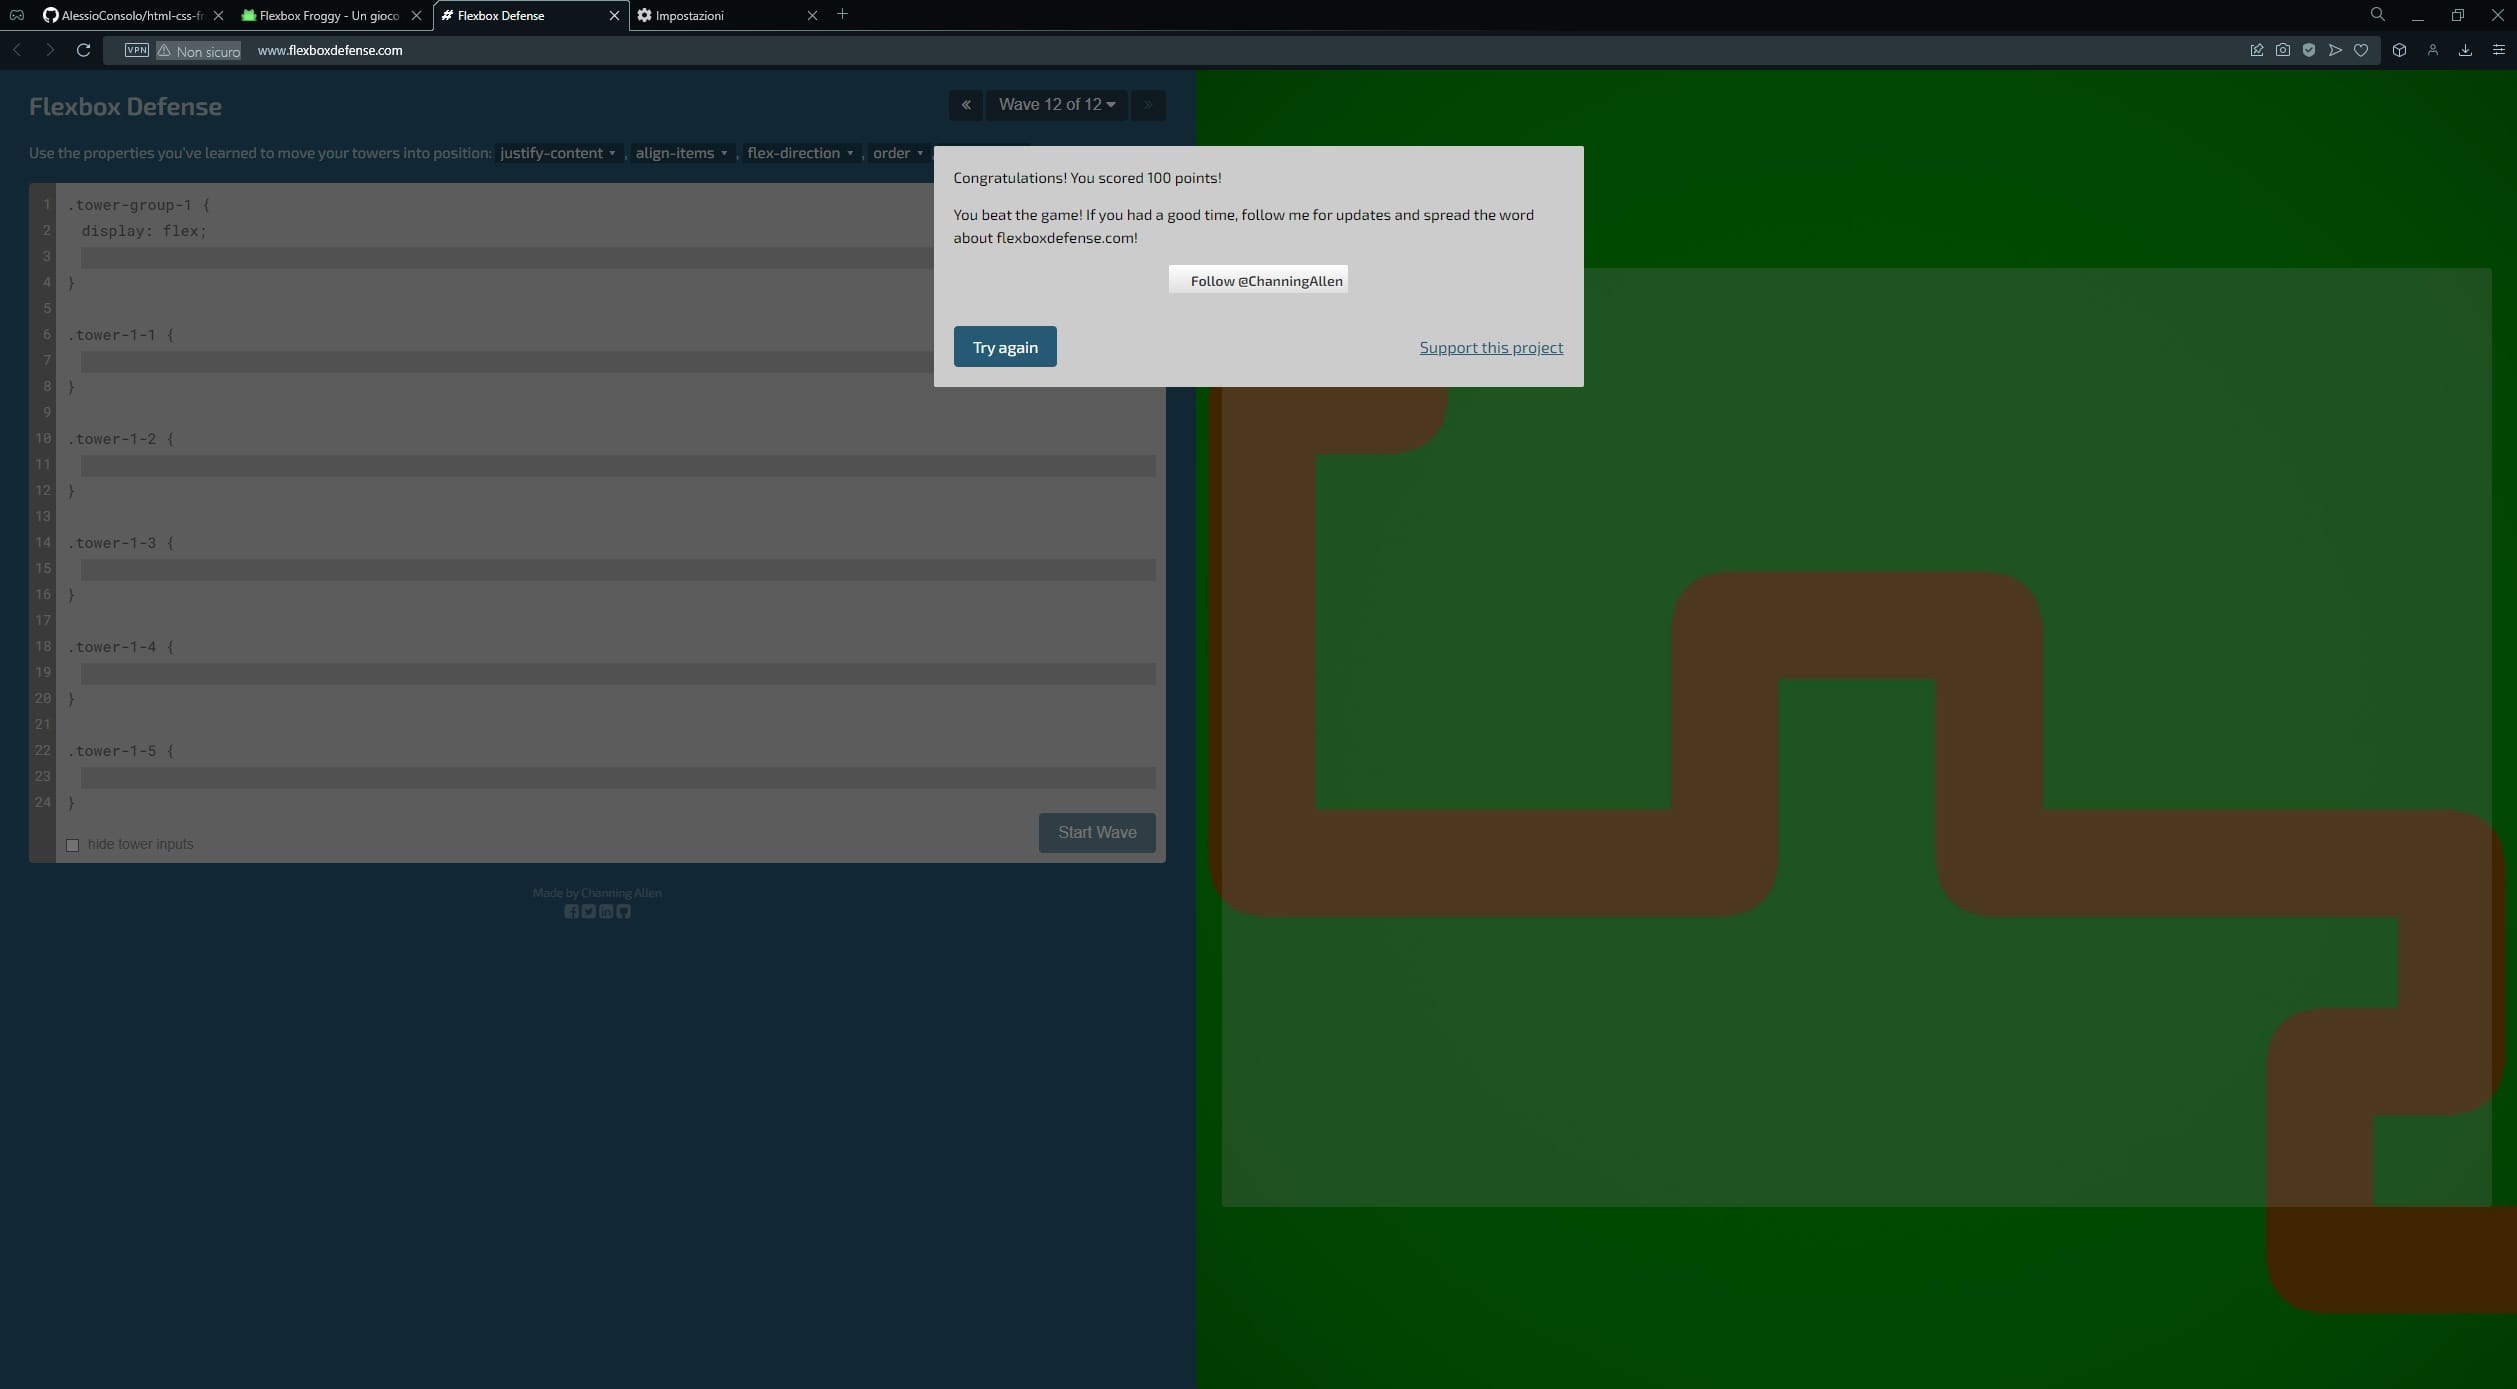 AlessioConsolo/html-css-fr
Flexbox Froggy - Un gioco
Flexbox Defense
Impostazioni
VPN
Non sicuro
www.flexboxdefense.com
Flexbox Defense
« Wave 12 of 12 »
Use the properties you've learned to move your towers into position: justify-content , align-items , flex-direction , order ,
Congratulations! You scored 100 points!
You beat the game! If you had a good time, follow me for updates and spread the word
about flexboxdefense.com!
Follow @ChanningAllen
Try again
Support this project
1 .tower-group-1 {
2 display: flex;
3
4 }
5
6 .tower-1-1 {
7
8 }
9
10 .tower-1-2 {
11
12 }
13
14 .tower-1-3 {
15
16 }
17
18 .tower-1-4 {
19
20 }
21
22 .tower-1-5 {
23
24 }
Start Wave
hide tower inputs
Made by Channing Allen